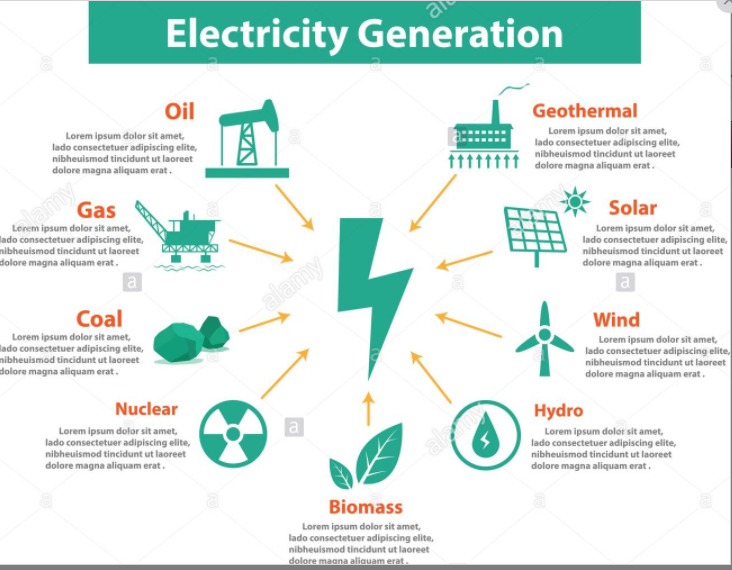 Electricity Generation
Oil
Lorem ipsum dolor sit amet,
lado consectetuer adipiscing elite,
nibheuismod tincidunt ut laoreet
dolore magna aliquam erat .
Gas
Lorem ipsum dolor sit amet,
lado consectetuer adipiscing elite,
nibheuismod tincidunt ut laoreet
dolore magna aliquam erat .
Coal
Lorem ipsum dolor sit amet,
lado consectetuer adipiscing elite,
nibheuismod tincidunt ut laoreet
dolore magna aliquam erat .
Nuclear
Lorem ipsum dolor sit amet,
lado consectetuer adipiscing elite,
nibheuismod tincidunt ut laoreet
dolore magna aliquam erat .
Biomass
Lorem ipsum dolor sit amet,
lado consectetuer adipiscing elite,
nibheuismod tincidunt ut laoreet
dolore magna aliquam erat .
Geothermal
Lorem ipsum dolor sit amet,
lado consectetuer adipiscing elite,
nibheuismod tincidunt ut laoreet
dolore magna aliquam erat .
Solar
Lorem ipsum dolor sit amet,
lado consectetuer adipiscing elite,
nibheuismod tincidunt ut laoreet
dolore magna aliquam erat .
Wind
Lorem ipsum dolor sit amet,
lado consectetuer adipiscing elite,
nibheuismod tincidunt ut laoreet
dolore magna aliquam erat .
Hydro
Lorem ipsum dolor sit amet,
lado consectetuer adipiscing elite,
nibheuismod tincidunt ut laoreet
dolore magna aliquam erat .
alamy
alamy
alamy
a
a
a
a